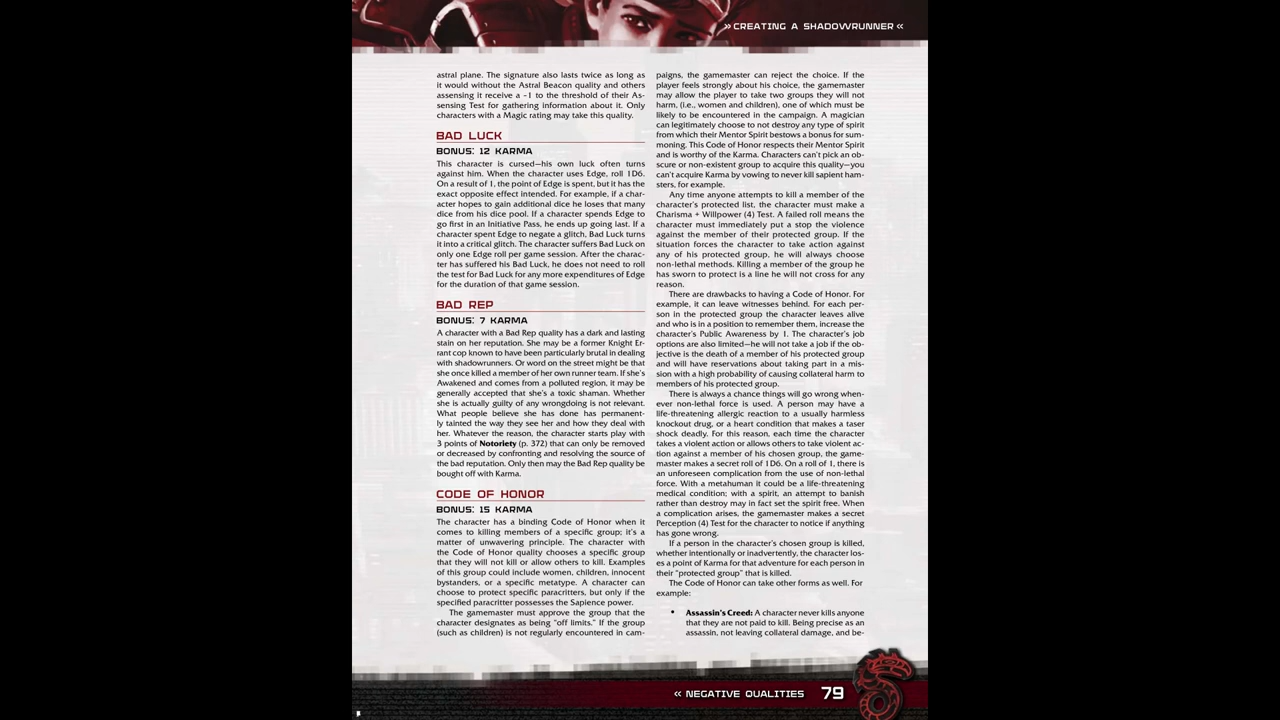 » CREATING A SHADOWRUNNER «
astral plane. The signature also lasts twice as long as
it would without the Astral Beacon quality and others
assensing it receive a –1 to the threshold of their As-
sensing Test for gathering information about it. Only
characters with a Magic rating may take this quality.
BAD LUCK
BONUS: 12 KARMA
This character is cursed—his own luck often turns
against him. When the character uses Edge, roll 1D6.
On a result of 1, the point of Edge is spent, but it has the
exact opposite effect intended. For example, if a char-
acter hopes to gain additional dice he loses that many
dice from his dice pool. If a character spends Edge to
go first in an Initiative Pass, he ends up going last. If a
character spent Edge to negate a glitch, Bad Luck turns
it into a critical glitch. The character suffers Bad Luck on
only one Edge roll per game session. After the charac-
ter has suffered his Bad Luck, he does not need to roll
the test for Bad Luck for any more expenditures of Edge
for the duration of that game session.
BAD REP
BONUS: 7 KARMA
A character with a Bad Rep quality has a dark and lasting
stain on her reputation. She may be a former Knight Er-
rant cop known to have been particularly brutal in dealing
with shadowrunners. Or word on the street might be that
she once killed a member of her own runner team. If she's
Awakened and comes from a polluted region, it may be
generally accepted that she's a toxic shaman. Whether
she is actually guilty of any wrongdoing is not relevant.
What people believe she has done has permanent-
ly tainted the way they see her and how they deal with
her. Whatever the reason, the character starts play with
3 points of Notoriety (p. 372) that can only be removed
or decreased by confronting and resolving the source of
the bad reputation. Only then may the Bad Rep quality be
bought off with Karma.
CODE OF HONOR
BONUS: 15 KARMA
The character has a binding Code of Honor when it
comes to killing members of a specific group; it's a
matter of unwavering principle. The character with
the Code of Honor quality chooses a specific group
that they will not kill or allow others to kill. Examples
of this group could include women, children, innocent
bystanders, or a specific metatype. A character can
choose to protect specific paracritters, but only if the
specified paracritter possesses the Sapience power.
The gamemaster must approve the group that the
character designates as being "off limits." If the group
(such as children) is not regularly encountered in cam-
paigns, the gamemaster can reject the choice. If the
player feels strongly about his choice, the gamemaster
may allow the player to take two groups they will not
harm, (i.e., women and children), one of which must be
likely to be encountered in the campaign. A magician
can legitimately choose to not destroy any type of spirit
from which their Mentor Spirit bestows a bonus for sum-
moning. This Code of Honor respects their Mentor Spirit
and is worthy of the Karma. Characters can't pick an ob-
scure or non-existent group to acquire this quality—you
can't acquire Karma by vowing to never kill sapient ham-
sters, for example.
Any time anyone attempts to kill a member of the
character's protected list, the character must make a
Charisma + Willpower (4) Test. A failed roll means the
character must immediately put a stop the violence
against the member of their protected group. If the
situation forces the character to take action against
any of his protected group, he will always choose
non-lethal methods. Killing a member of the group he
has sworn to protect is a line he will not cross for any
reason.
There are drawbacks to having a Code of Honor. For
example, it can leave witnesses behind. For each per-
son in the protected group the character leaves alive
and who is in a position to remember them, increase the
character's Public Awareness by 1. The character's job
options are also limited—he will not take a job if the ob-
jective is the death of a member of his protected group
and will have reservations about taking part in a mis-
sion with a high probability of causing collateral harm to
members of his protected group.
There is always a chance things will go wrong when-
ever non-lethal force is used. A person may have a
life-threatening allergic reaction to a usually harmless
knockout drug, or a heart condition that makes a taser
shock deadly. For this reason, each time the character
takes a violent action or allows others to take violent ac-
tion against a member of his chosen group, the game-
master makes a secret roll of 1D6. On a roll of 1, there is
an unforeseen complication from the use of non-lethal
force. With a metahuman it could be a life-threatening
medical condition; with a spirit, an attempt to banish
rather than destroy may in fact set the spirit free. When
a complication arises, the gamemaster makes a secret
Perception (4) Test for the character to notice if anything
has gone wrong.
If a person in the character's chosen group is killed,
whether intentionally or inadvertently, the character los-
es a point of Karma for that adventure for each person in
their "protected group" that is killed.
The Code of Honor can take other forms as well. For
example:
• Assassin's Creed: A character never kills anyone
that they are not paid to kill. Being precise as an
assassin, not leaving collateral damage, and be-
« NEGATIVE QUALITIES 79